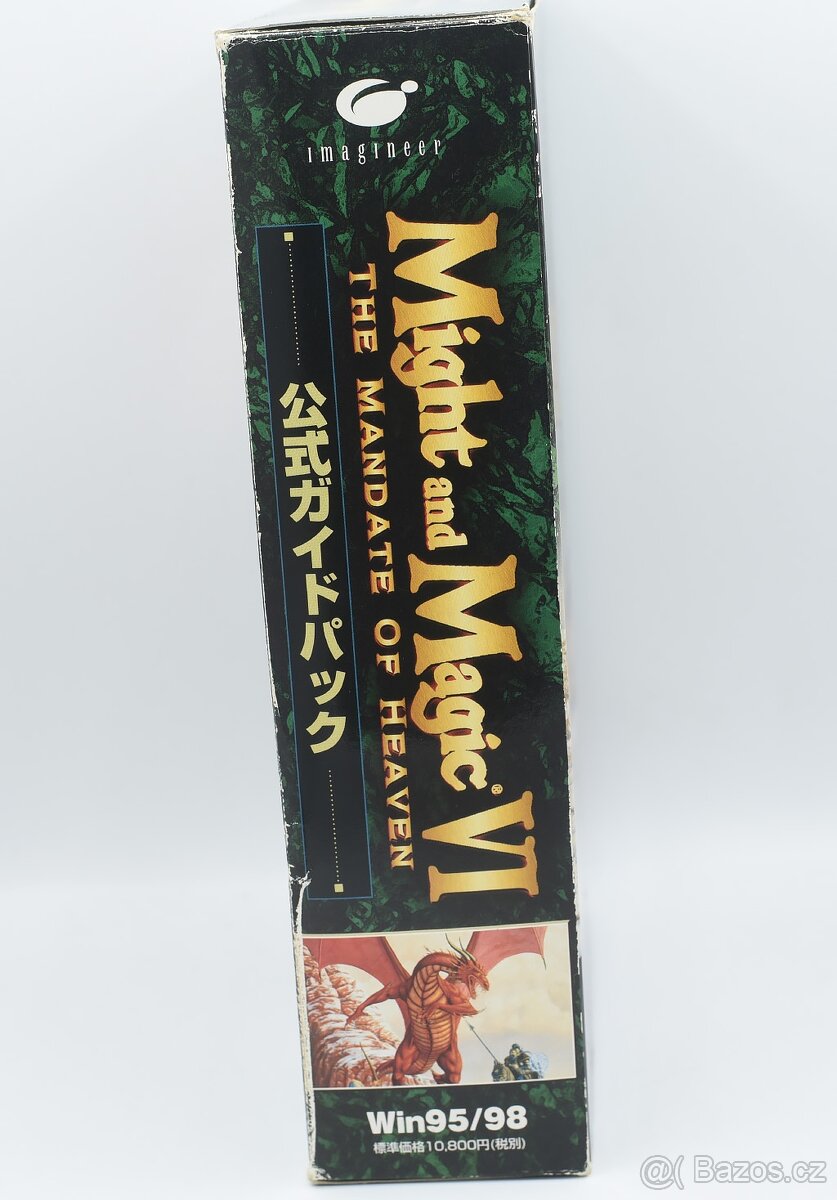 imagineer
Might and Magic® VI
THE MANDATE OF HEAVEN
公式ガイドパック
Win95/98
標準価格10,800円(税別)
@( Bazos.cz